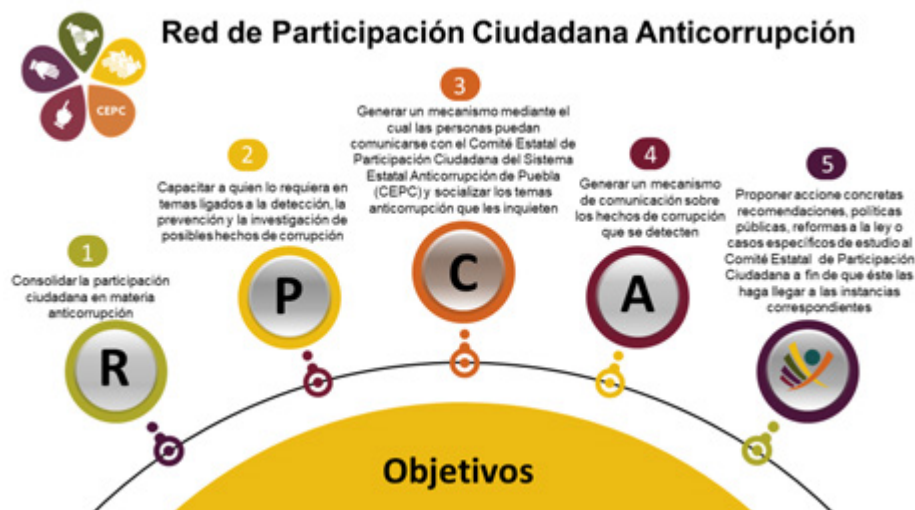 Red de Participación Ciudadana Anticorrupción
CEPC
1
Consolidar la participación
ciudadana en materia
anticorrupción
R
2
Capacitar a quien lo requiera en
temas ligados a la detección, la
prevención y la investigación de
posibles hechos de corrupción
P
3
Generar un mecanismo mediante el
cual las personas puedan
comunicarse con el Comité Estatal de
Participación Ciudadana del Sistema
Estatal Anticorrupción de Puebla
(CEPC) y socializar los temas
anticorrupción que les inquieten
C
4
Generar un mecanismo
de comunicación sobre
los hechos de corrupción
que se detecten
A
5
Proponer accione concretas
recomendaciones, políticas
públicas, reformas a la ley o
casos específicos de estudio al
Comité Estatal de Participación
Ciudadana a fin de que éste las
haga llegar a las instancias
correspondientes
Objetivos